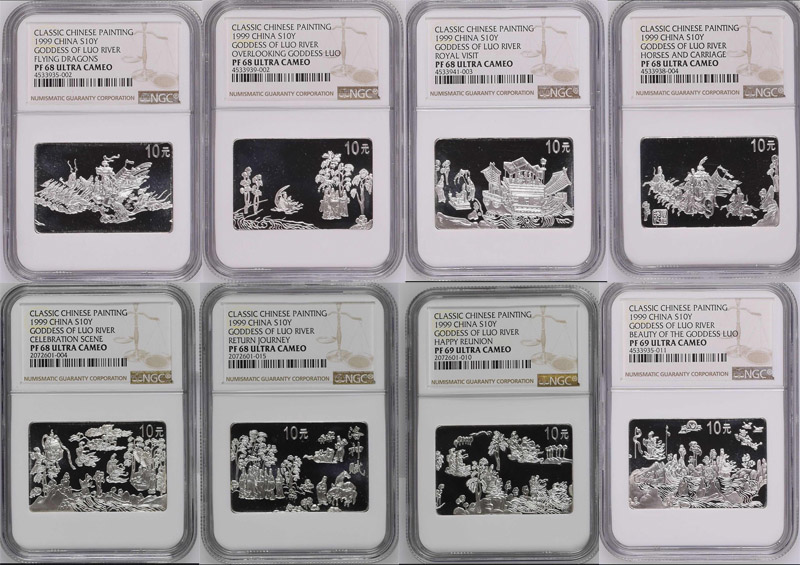 CLASSIC CHINESE PAINTING
1999 CHINA S10Y
GODDESS OF LUO RIVER
FLYING DRAGONS
PF 68 ULTRA CAMEO
4533935-002
NUMISMATIC GUARANTY CORPORATION NGC
10元
CLASSIC CHINESE PAINTING
1999 CHINA S10Y
GODDESS OF LUO RIVER
OVERLOOKING GODDESS LUO
PF 68 ULTRA CAMEO
4533939-002
NUMISMATIC GUARANTY CORPORATION NGC
10元
CLASSIC CHINESE PAINTING
1999 CHINA S10Y
GODDESS OF LUO RIVER
ROYAL VISIT
PF 68 ULTRA CAMEO
4533941-003
NUMISMATIC GUARANTY CORPORATION NGC
10元
CLASSIC CHINESE PAINTING
1999 CHINA S10Y
GODDESS OF LUO RIVER
HORSES AND CARRIAGE
PF 68 ULTRA CAMEO
4533938-004
NUMISMATIC GUARANTY CORPORATION NGC
10元
CLASSIC CHINESE PAINTING
1999 CHINA S10Y
GODDESS OF LUO RIVER
CELEBRATION SCENE
PF 68 ULTRA CAMEO
2072601-004
NUMISMATIC GUARANTY CORPORATION NGC
10元
CLASSIC CHINESE PAINTING
1999 CHINA S10Y
GODDESS OF LUO RIVER
RETURN JOURNEY
PF 68 ULTRA CAMEO
2072601-015
NUMISMATIC GUARANTY CORPORATION NGC
10元
洛神賦
CLASSIC CHINESE PAINTING
1999 CHINA S10Y
GODDESS OF LUO RIVER
HAPPY REUNION
PF 69 ULTRA CAMEO
2072601-010
NUMISMATIC GUARANTY CORPORATION NGC
10元
CLASSIC CHINESE PAINTING
1999 CHINA S10Y
GODDESS OF LUO RIVER
BEAUTY OF THE GODDESS LUO
PF 69 ULTRA CAMEO
4533935-011
NUMISMATIC GUARANTY CORPORATION NGC
10元